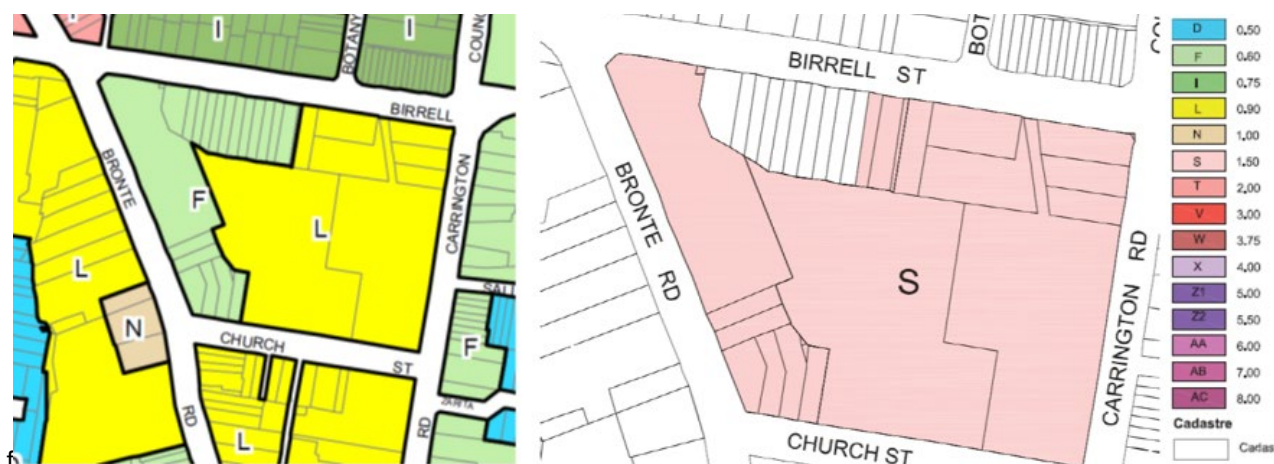 I
I
BOTANY
COUNC
BIRRELL
BRONTE
F
L
CARRINGTON
L
N
CHURCH
ST
F
RD
L
RD
ZARITA
f
BIRRELL ST
BOT
BRONTE RD
S
CARRINGTON RD
CHURCH ST
D 0.50
F 0.60
I 0.75
L 0.90
N 1.00
S 1.50
T 2.00
V 3.00
W 3.75
X 4.00
Z1 5.00
Z2 5.50
AA 6.00
AB 7.00
AC 8.00
Cadastre
Cadas